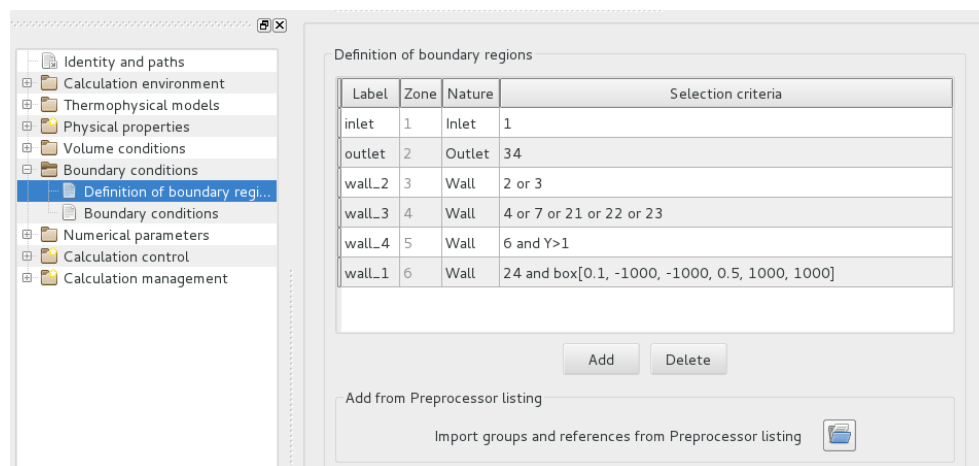 Identity and paths
Calculation environment
Thermophysical models
Physical properties
Volume conditions
Boundary conditions
Definition of boundary regi...
Boundary conditions
Numerical parameters
Calculation control
Calculation management
Definition of boundary regions
Label Zone Nature Selection criteria
inlet 1 Inlet 1
outlet 2 Outlet 34
wall_2 3 Wall 2 or 3
wall_3 4 Wall 4 or 7 or 21 or 22 or 23
wall_4 5 Wall 6 and Y>1
wall_1 6 Wall 24 and box[0.1, -1000, -1000, 0.5, 1000, 1000]
Add Delete
Add from Preprocessor listing
Import groups and references from Preprocessor listing